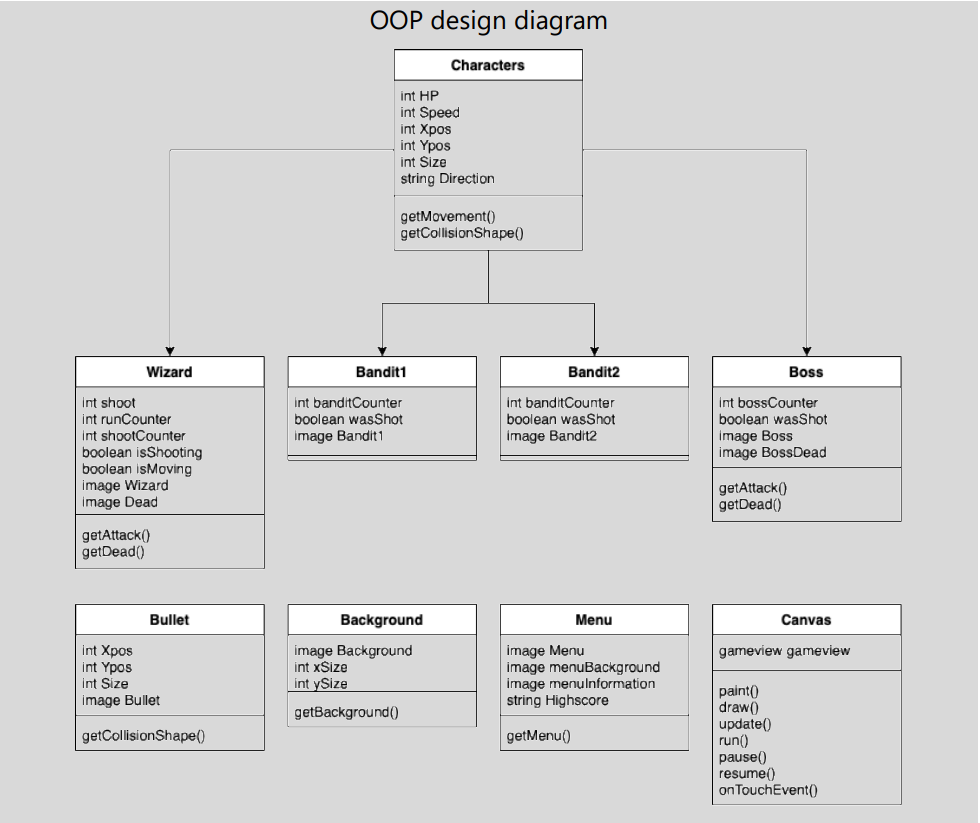 OOP design diagram
Characters
int HP
int Speed
int Xpos
int Ypos
int Size
string Direction
getMovement()
getCollisionShape()
Wizard
int shoot
int runCounter
int shootCounter
boolean isShooting
boolean isMoving
image Wizard
image Dead
getAttack()
getDead()
Bandit1
int banditCounter
boolean wasShot
image Bandit1
Bandit2
int banditCounter
boolean wasShot
image Bandit2
Boss
int bossCounter
boolean wasShot
image Boss
image BossDead
getAttack()
getDead()
Bullet
int Xpos
int Ypos
int Size
image Bullet
getCollisionShape()
Background
image Background
int xSize
int ySize
getBackground()
Menu
image Menu
image menuBackground
image menuInformation
string Highscore
getMenu()
Canvas
gameview gameview
paint()
draw()
update()
run()
pause()
resume()
onTouchEvent()